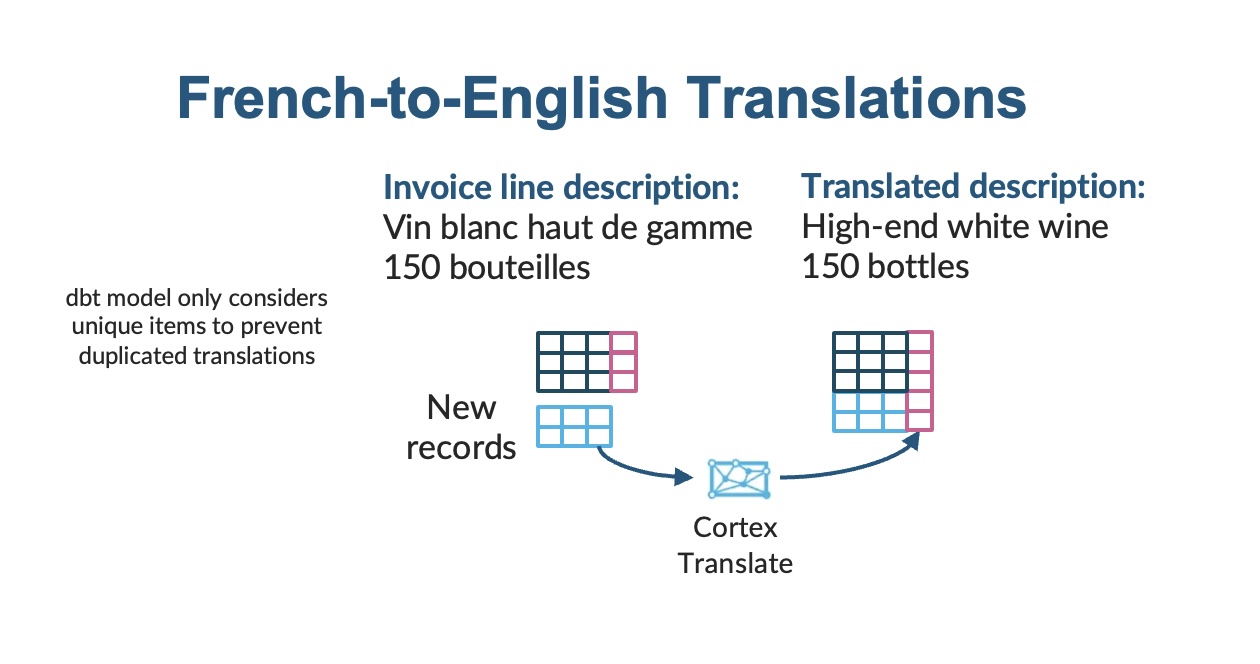 French-to-English Translations
Invoice line description:
Vin blanc haut de gamme
150 bouteilles
Translated description:
High-end white wine
150 bottles
dbt model only considers
unique items to prevent
duplicated translations
New
records
Cortex
Translate